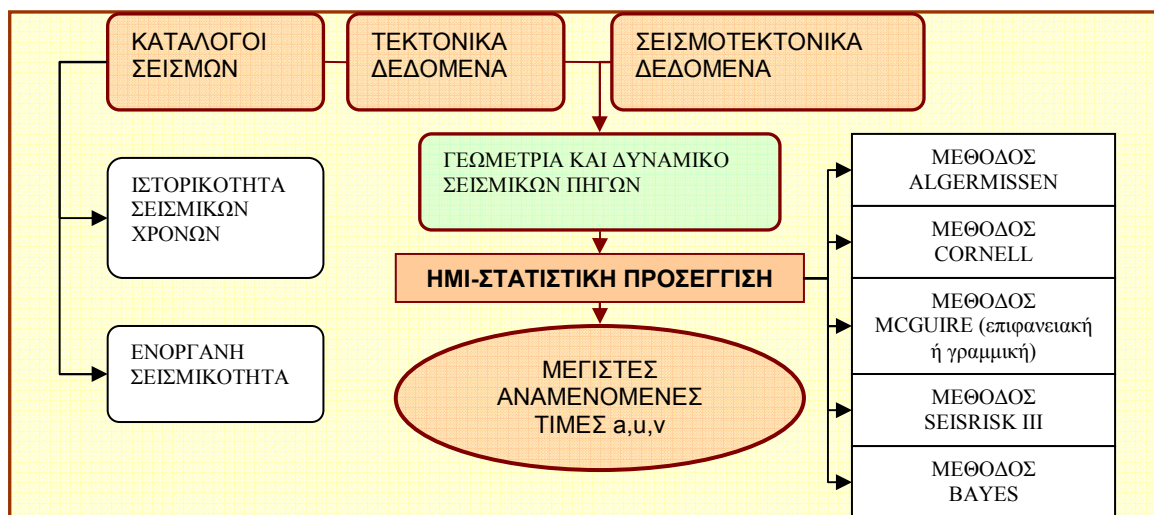 ΚΑΤΑΛΟΓΟΙ
ΣΕΙΣΜΩΝ
ΤΕΚΤΟΝΙΚΑ
ΔΕΔΟΜΕΝΑ
ΣΕΙΣΜΟΤΕΚΤΟΝΙΚΑ
ΔΕΔΟΜΕΝΑ
ΓΕΩΜΕΤΡΙΑ ΚΑΙ ΔΥΝΑΜΙΚΟ
ΣΕΙΣΜΙΚΩΝ ΠΗΓΩΝ
ΙΣΤΟΡΙΚΟΤΗΤΑ
ΣΕΙΣΜΙΚΩΝ
ΧΡΟΝΩΝ
ΗΜΙ-ΣΤΑΤΙΣΤΙΚΗ ΠΡΟΣΕΓΓΙΣΗ
ΕΝΟΡΓΑΝΗ
ΣΕΙΣΜΙΚΟΤΗΤΑ
ΜΕΓΙΣΤΕΣ
ΑΝΑΜΕΝΟΜΕΝΕΣ
ΤΙΜΕΣ a,u,v
ΜΕΘΟΔΟΣ
ALGERMISSEN
ΜΕΘΟΔΟΣ
CORNELL
ΜΕΘΟΔΟΣ
MCGUIRE (επιφανειακή
ή γραμμική)
ΜΕΘΟΔΟΣ
SEISRISK III
ΜΕΘΟΔΟΣ
BAYES